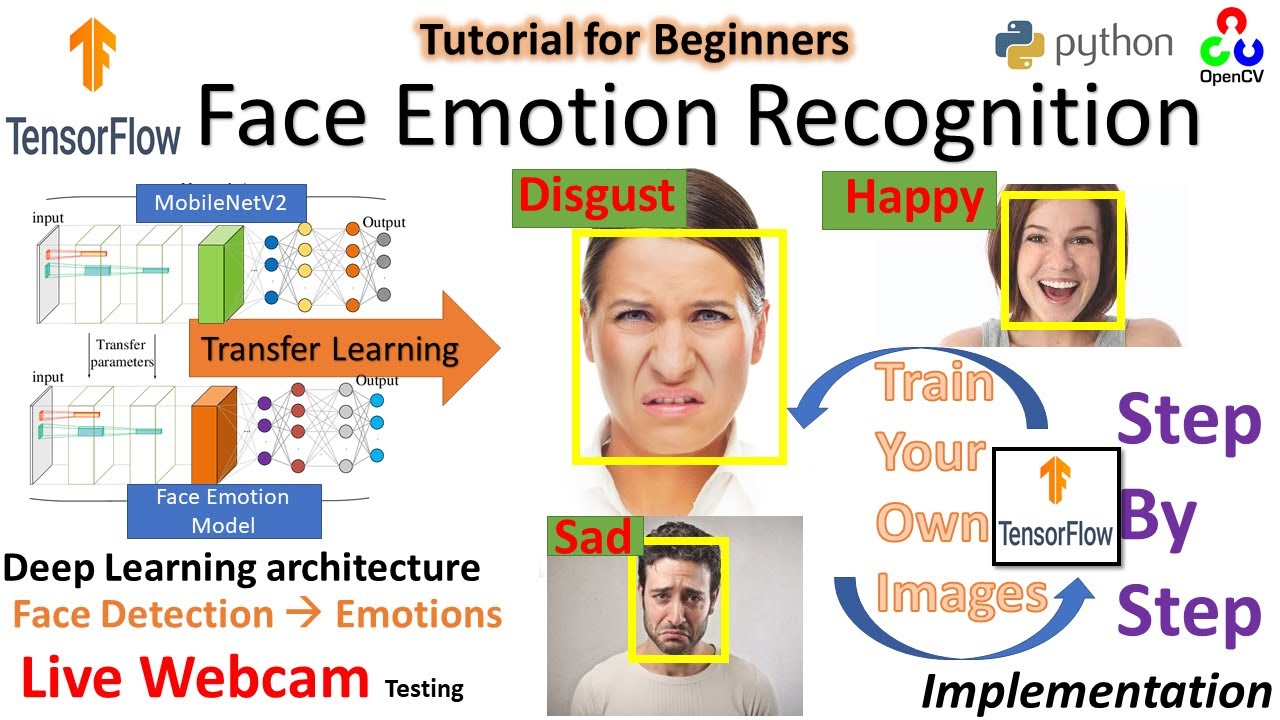 Tutorial for Beginners
python
OpenCV
TensorFlow
Face Emotion Recognition
MobileNetV2
input
Output
Transfer
parameters
Transfer Learning
input
Output
Face Emotion
Model
Deep Learning architecture
Face Detection → Emotions
Live Webcam Testing
Disgust
Happy
Sad
Train
Your
Own
Images
TensorFlow
Step
By
Step
Implementation